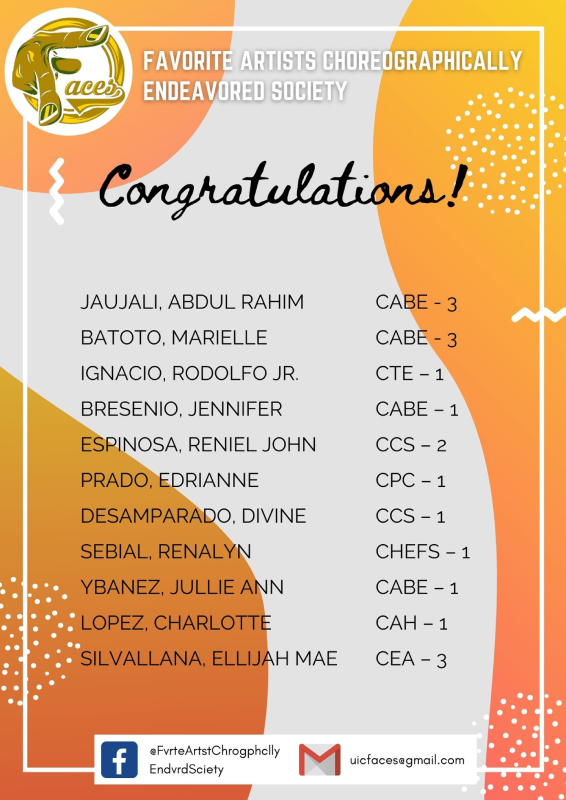 Faces
FAVORITE ARTISTS CHOREOGRAPHICALLY
ENDEAVORED SOCIETY
Congratulations!
JAUJALI, ABDUL RAHIM CABE - 3
BATOTO, MARIELLE CABE - 3
IGNACIO, RODOLFO JR. CTE – 1
BRESENIO, JENNIFER CABE – 1
ESPINOSA, RENIEL JOHN CCS – 2
PRADO, EDRIANNE CPC – 1
DESAMPARADO, DIVINE CCS – 1
SEBIAL, RENALYN CHEFS – 1
YBANEZ, JULLIE ANN CABE – 1
LOPEZ, CHARLOTTE CAH – 1
SILVALLANA, ELLIJAH MAE CEA – 3
@FvrteArtstChrogphclly
EndvrdSciety
uicfaces@gmail.com